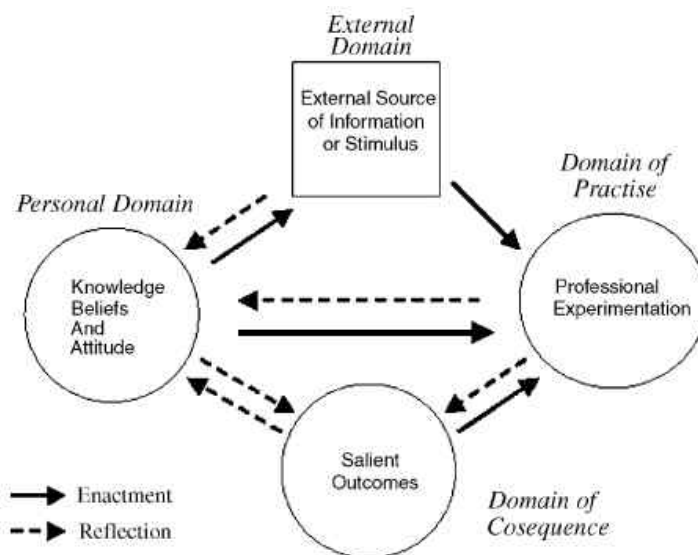 External
Domain
External Source
of Information
or Stimulus
Domain of
Practise
Personal Domain
Knowledge
Beliefs
And
Attitude
Professional
Experimentation
Salient
Outcomes
Enactment
Reflection
Domain of
Cosequence